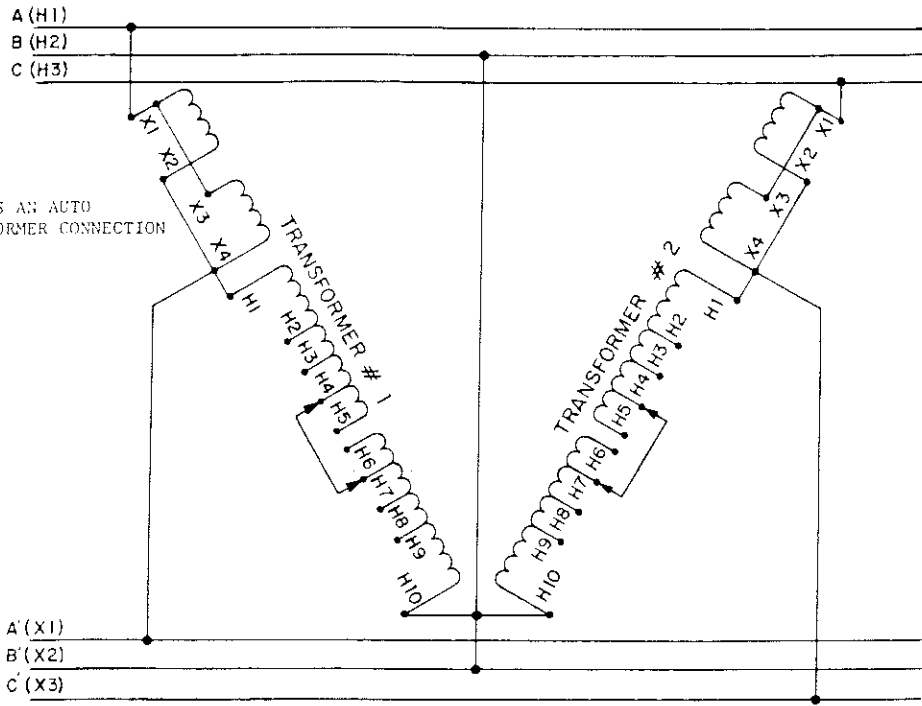 A (H1)
B (H2)
C (H3)
X1
X2
X3
X4
AN AUTO
CONNECTION
TRANSFORMER # 1
H1
H2
H3
H4
H5
H6
H7
H8
H9
H10
X1
X2
X3
X4
TRANSFORMER # 2
H1
H2
H3
H4
H5
H6
H7
H8
H9
H10
A'(X1)
B'(X2)
C'(X3)